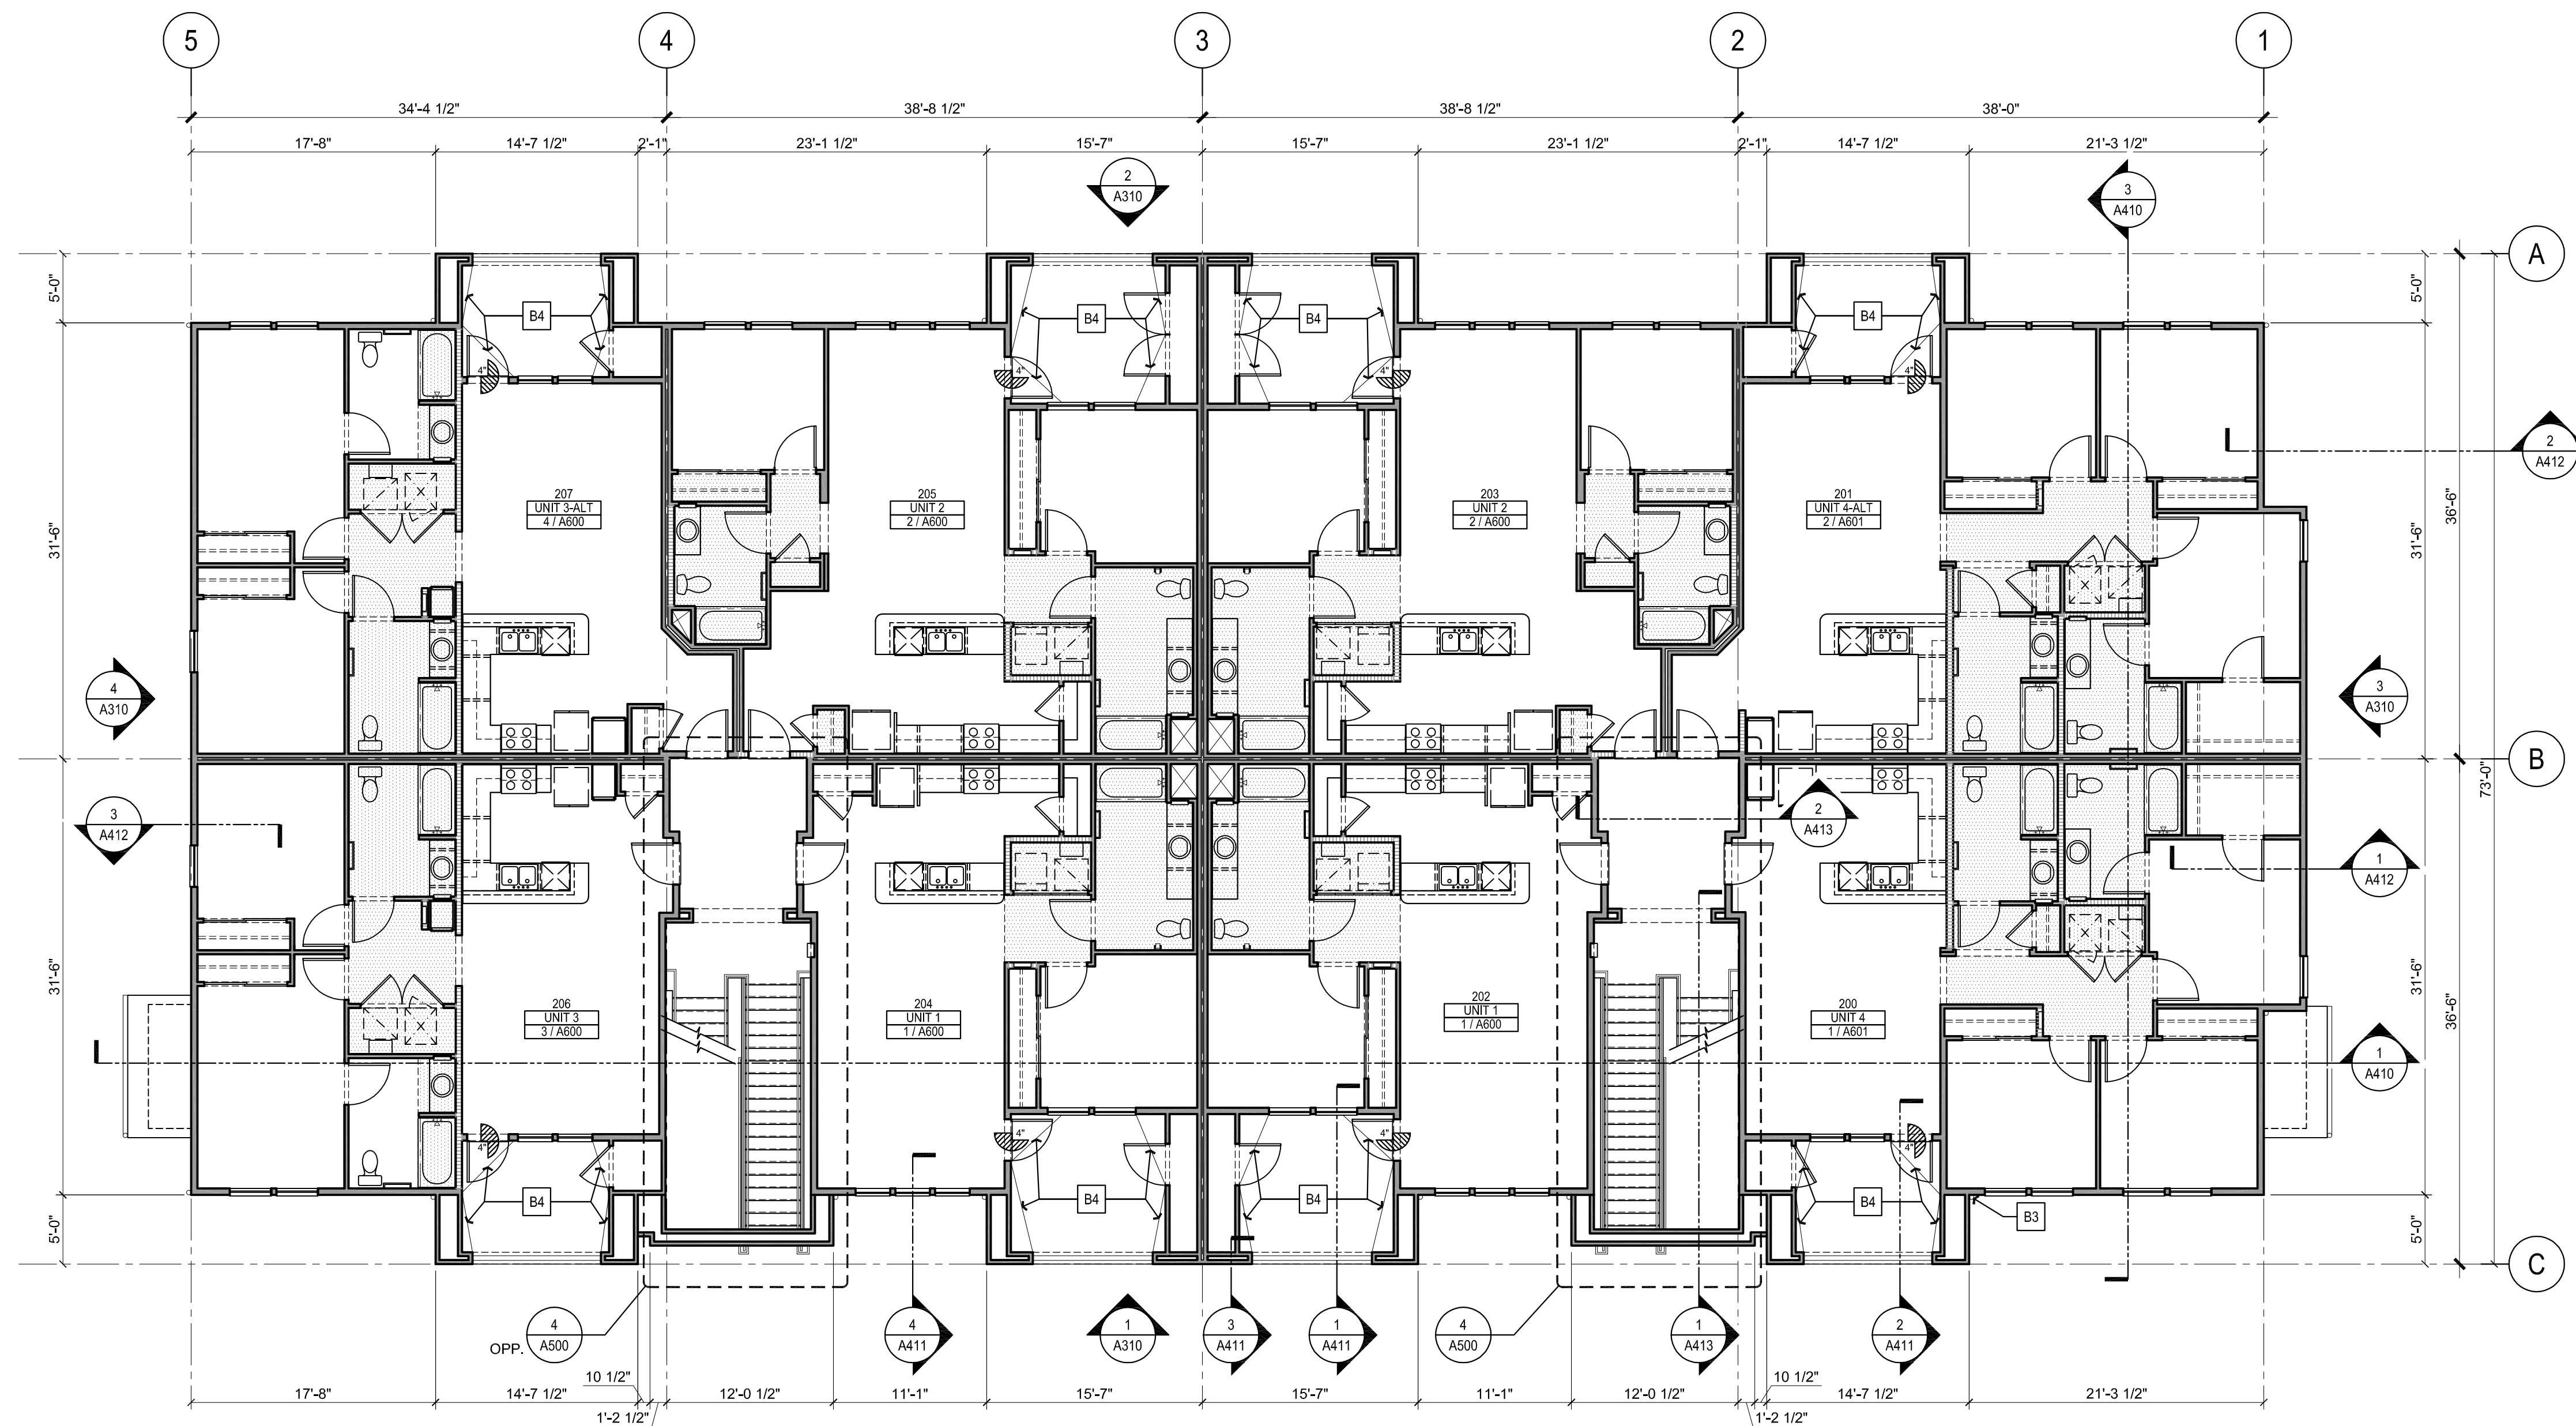 5 4 3 2 1
34'-4 1/2" 38'-8 1/2" 38'-8 1/2" 38'-0"
17'-8" 14'-7 1/2" 2'-1" 23'-1 1/2" 15'-7" 15'-7" 23'-1 1/2" 2'-1" 14'-7 1/2" 21'-3 1/2"
2
A310
3
A410
A
5'-0"
B4
B4
B4
B4
5'-0"
4"
4"
4"
4"
2
A412
207
UNIT 3-ALT
4 / A600
205
UNIT 2
2 / A600
203
UNIT 2
2 / A600
201
UNIT 4-ALT
2 / A601
31'-6"
31'-6"
36'-6"
4
A310
3
A310
B
73'-0"
3
A412
2
A413
1
A412
31'-6"
31'-6"
36'-6"
206
UNIT 3
3 / A600
204
UNIT 1
1 / A600
202
UNIT 1
1 / A600
200
UNIT 4
1 / A601
1
A410
4"
4"
4"
4"
B4
B4
B4
B4
B3
5'-0"
5'-0"
C
OPP.
4
A500
4
A411
1
A310
3
A411
1
A411
4
A500
1
A413
2
A411
10 1/2"
10 1/2"
17'-8" 14'-7 1/2" 12'-0 1/2" 11'-1" 15'-7" 15'-7" 11'-1" 12'-0 1/2" 14'-7 1/2" 21'-3 1/2"
1'-2 1/2"
1'-2 1/2"